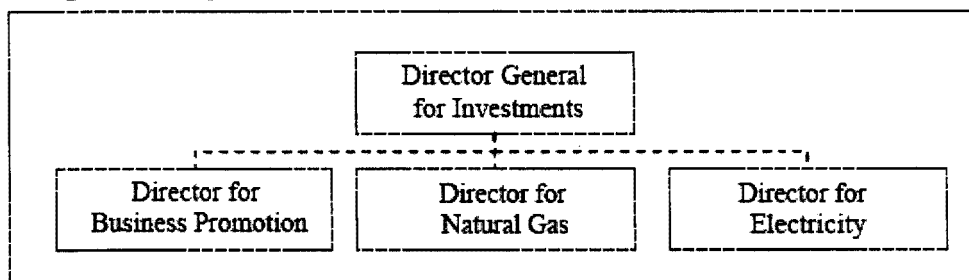 Director General
for Investments
Director for
Business Promotion
Director for
Natural Gas
Director for
Electricity